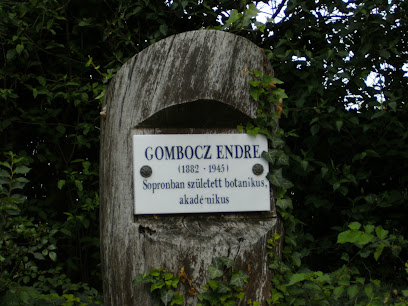 GOMBOCZ ENDRE
(1882 - 1945)
Sopronban született botanikus,
akadémikus